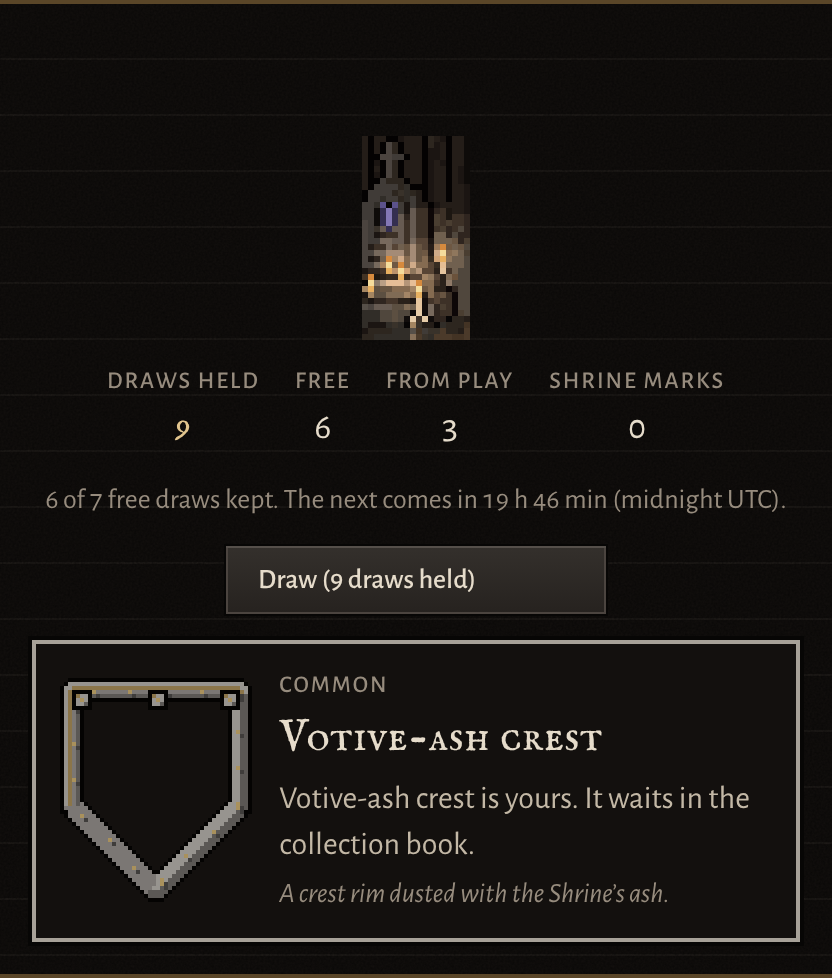 DRAWS HELD FREE FROM PLAY SHRINE MARKS
9 6 3 0
6 of 7 free draws kept. The next comes in 19 h 46 min (midnight UTC).
Draw (9 draws held)
COMMON
Votive-ash crest
Votive-ash crest is yours. It waits in the
collection book.
A crest rim dusted with the Shrine's ash.